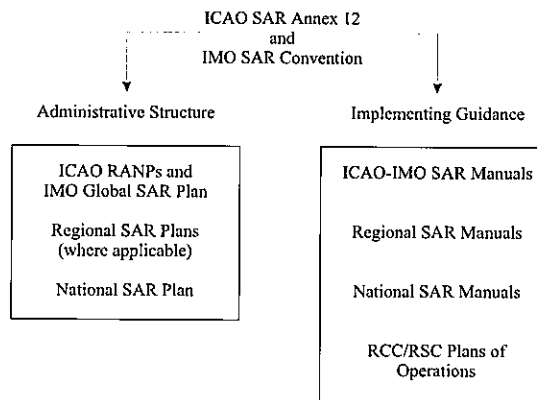 ICAO SAR Annex 12
and
IMO SAR Convention
Administrative Structure
ICAO RANPs and
IMO Global SAR Plan
Regional SAR Plans
(where applicable)
National SAR Plan
Implementing Guidance
ICAO-IMO SAR Manuals
Regional SAR Manuals
National SAR Manuals
RCC/RSC Plans of
Operations